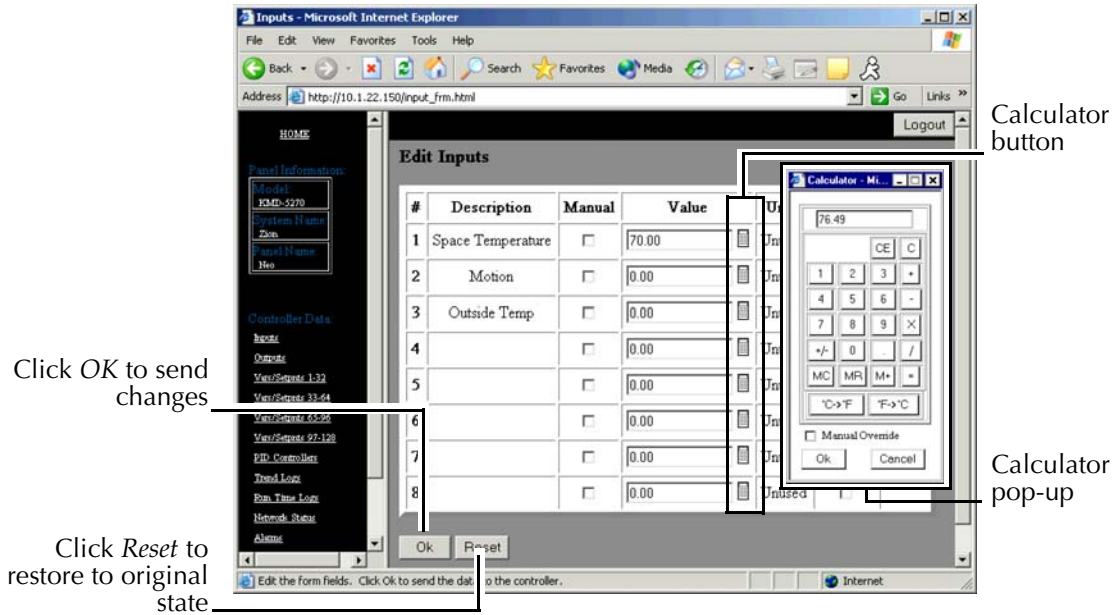 Inputs - Microsoft Internet Explorer
File Edit View Favorites Tools Help
Back Search Favorites Media
Address http://10.1.22.150/input_frm.html Go Links »
Logout
HOME
Panel Information:
Model:
KMD-5270
System Name:
Zion
Panel Name:
Neo
Controller Data:
Inputs
Outputs
Vars/Setpnts 1-32
Vars/Setpnts 33-64
Vars/Setpnts 65-96
Vars/Setpnts 97-128
PID Controllers
Trend Logs
Run Time Logs
Network Status
Alarms
Edit Inputs
# Description Manual Value
1 Space Temperature 70.00
2 Motion 0.00
3 Outside Temp 0.00
4 0.00
5 0.00
6 0.00
7 0.00
8 0.00 Unused
Ok Reset
Calculator - Mi...
76.49
CE C
1 2 3 +
4 5 6 -
7 8 9 X
+/- 0 . /
MC MR M+ =
°C->°F °F->°C
Manual Override
Ok Cancel
Edit the form fields. Click Ok to send the data to the controller. Internet
Calculator
button
Calculator
pop-up
Click OK to send
changes
Click Reset to
restore to original
state